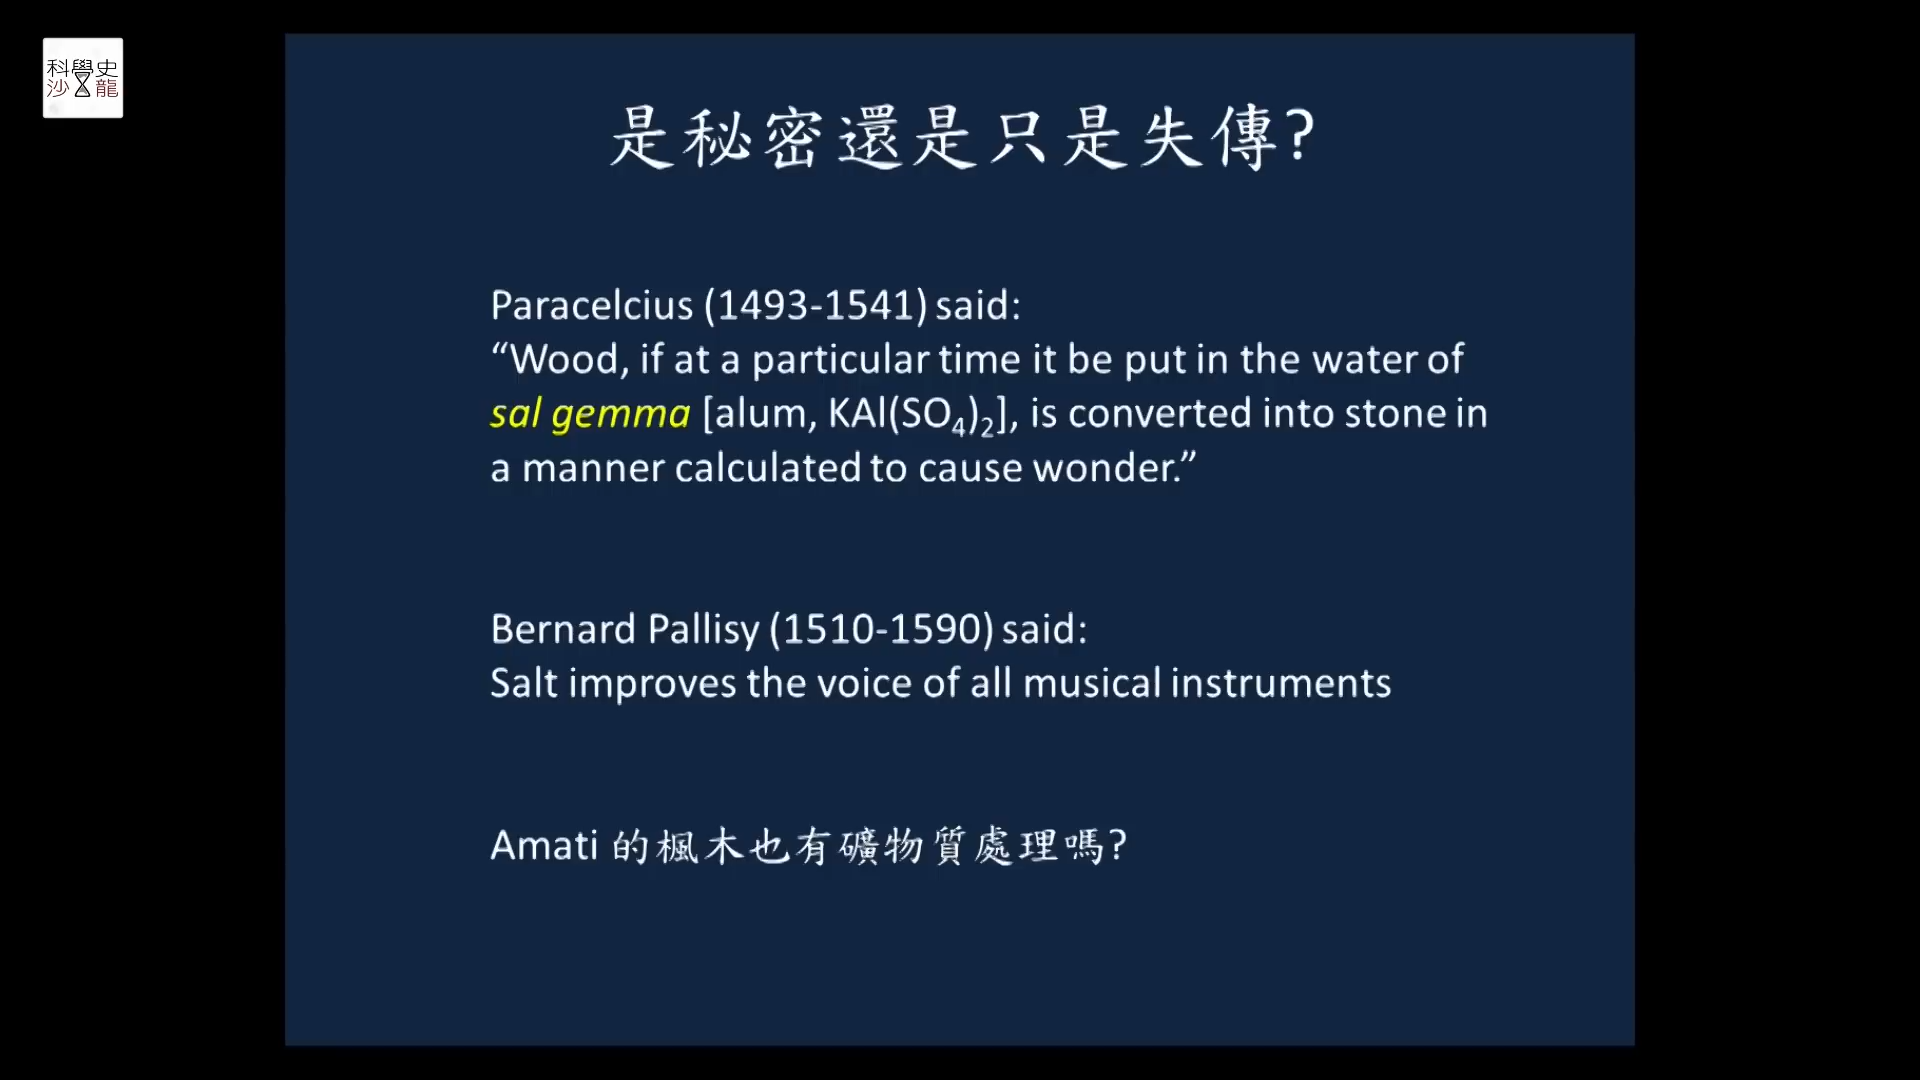 科學史
沙龍
是秘密還是只是失傳?
Paracelcius (1493-1541) said:
“Wood, if at a particular time it be put in the water of
sal gemma [alum, KAl(SO₄)₂], is converted into stone in
a manner calculated to cause wonder.”
Bernard Pallisy (1510-1590) said:
Salt improves the voice of all musical instruments
Amati 的楓木也有礦物質處理嗎?